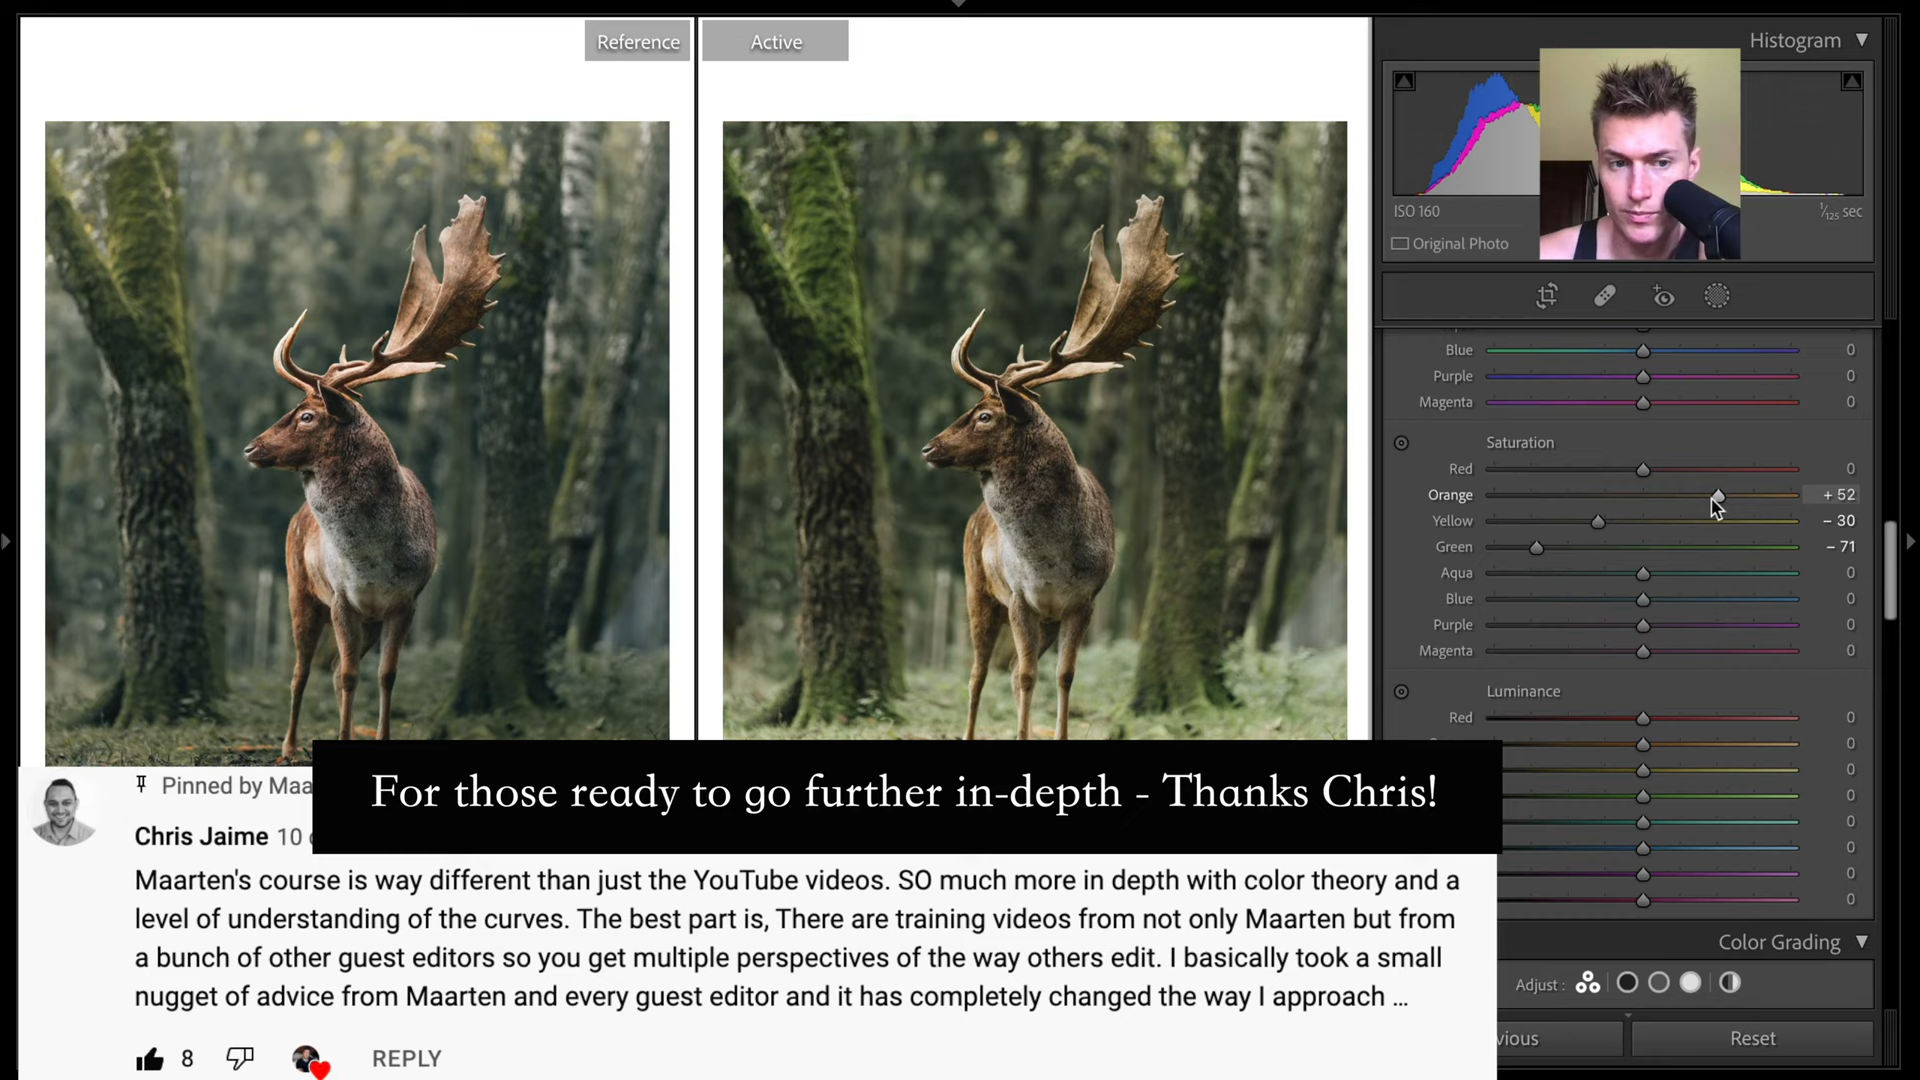 Reference
Active
Histogram
ISO 160
1/125 sec
Original Photo
Blue 0
Purple 0
Magenta 0
Saturation
Red 0
Orange + 52
Yellow – 30
Green – 71
Aqua 0
Blue 0
Purple 0
Magenta 0
Luminance
Red 0
0
0
0
0
0
0
0
For those ready to go further in-depth - Thanks Chris!
Pinned by Maa
Chris Jaime 10
Maarten's course is way different than just the YouTube videos. SO much more in depth with color theory and a
level of understanding of the curves. The best part is, There are training videos from not only Maarten but from
a bunch of other guest editors so you get multiple perspectives of the way others edit. I basically took a small
nugget of advice from Maarten and every guest editor and it has completely changed the way I approach ...
8 REPLY
Color Grading
Adjust :
vious
Reset